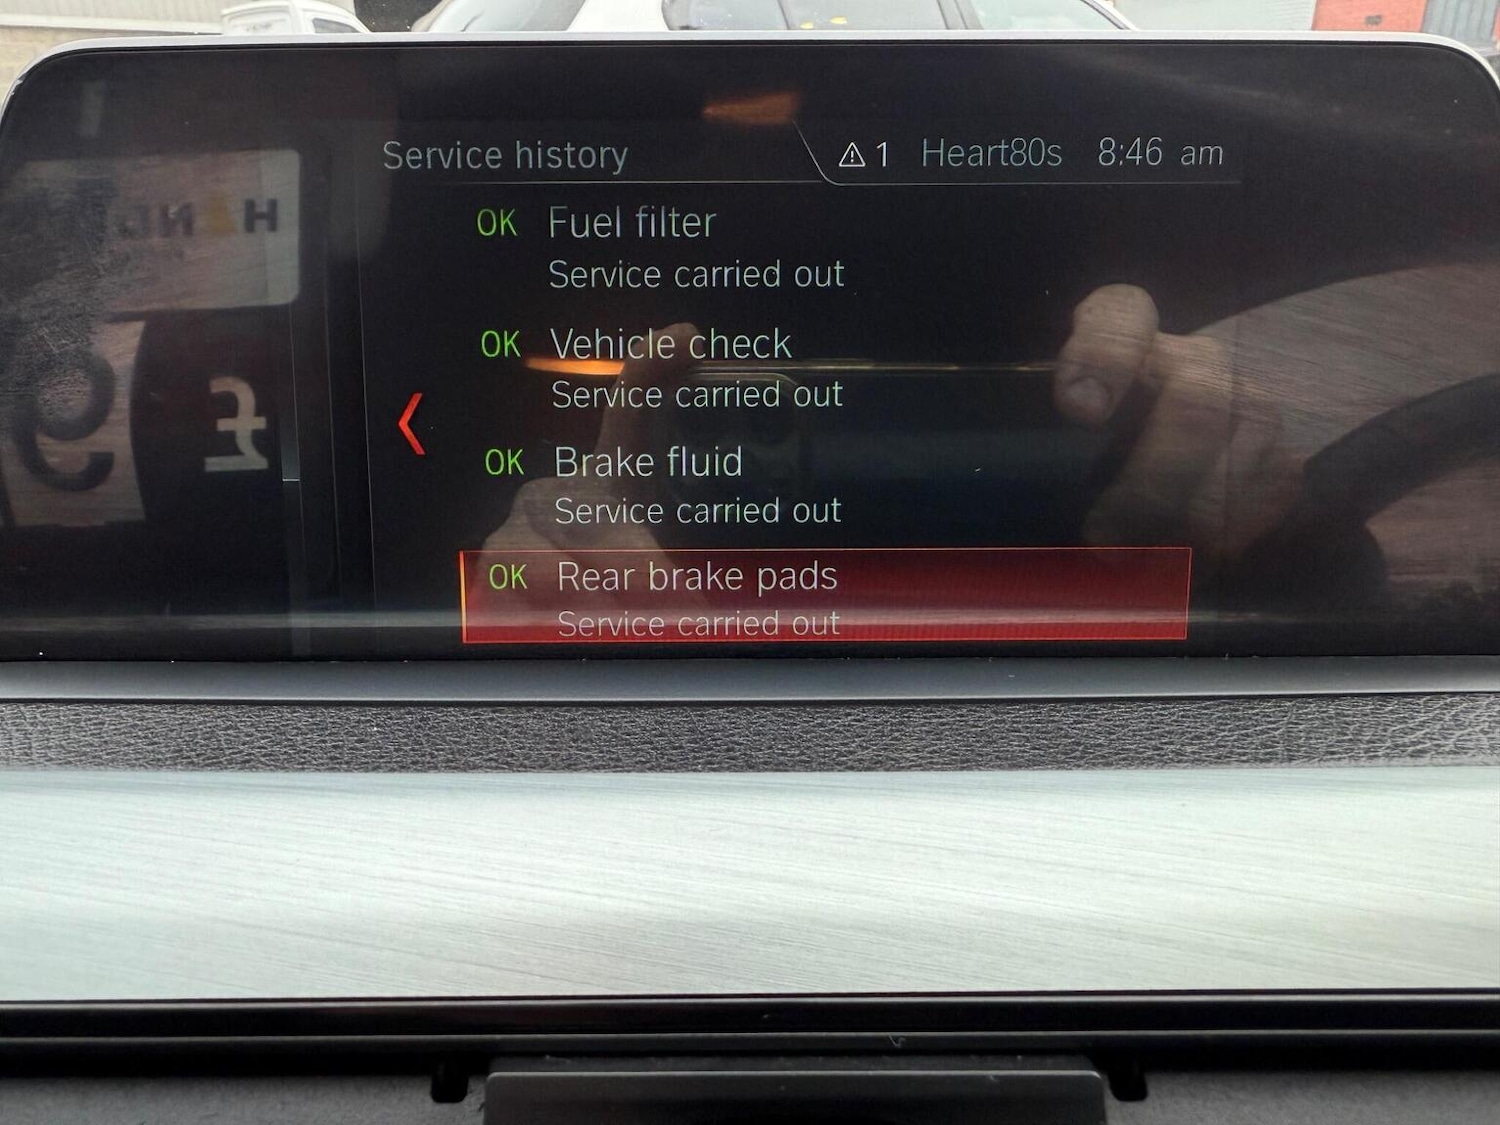 Service history
⚠ 1 Heart80s 8:46 am
OK Fuel filter
Service carried out
OK Vehicle check
Service carried out
OK Brake fluid
Service carried out
OK Rear brake pads
Service carried out